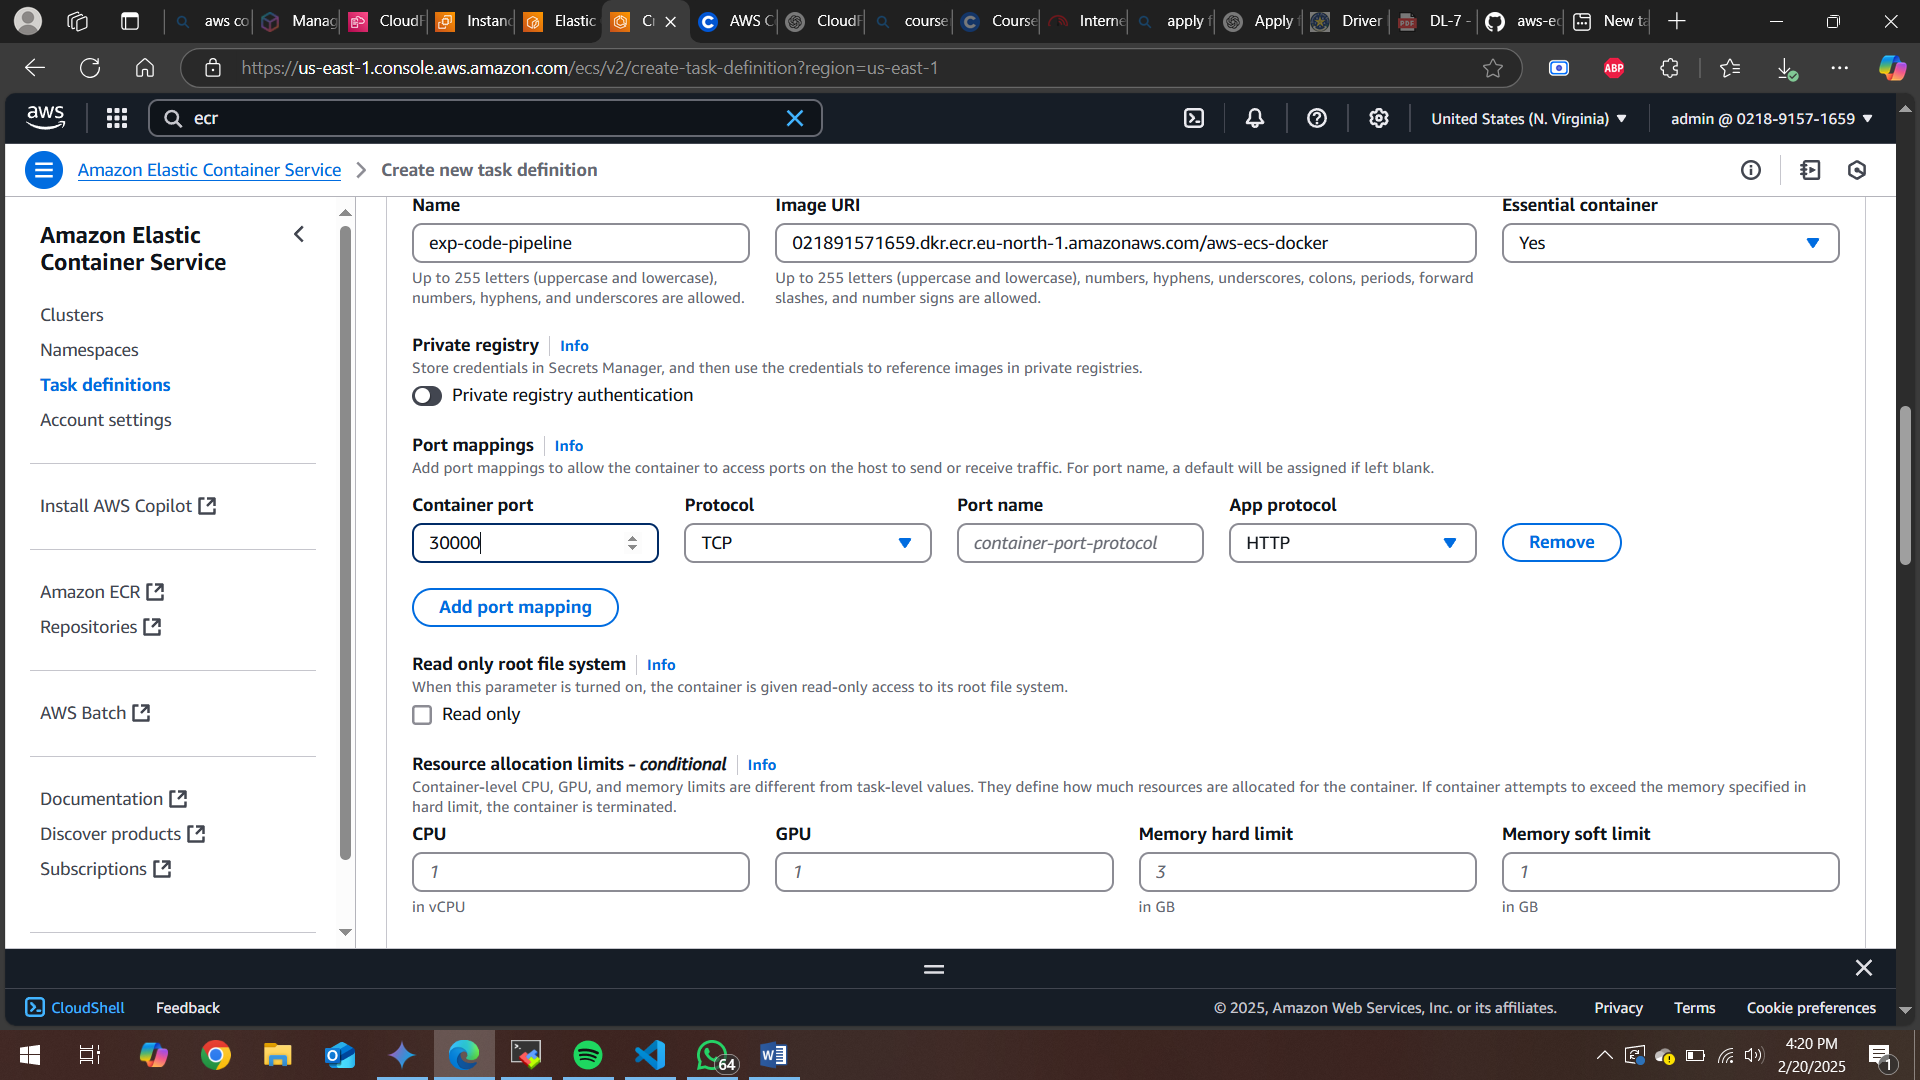 aws co
Manag
CloudF
Instanc
Elastic
Cr
AWS C
CloudF
course
Course
Interne
apply f
Apply f
Driver
DL-7 -
aws-ec
New ta
https://us-east-1.console.aws.amazon.com/ecs/v2/create-task-definition?region=us-east-1
ABP
aws
ecr
United States (N. Virginia)
admin @ 0218-9157-1659
Amazon Elastic Container Service
Create new task definition
Amazon Elastic
Container Service
Clusters
Namespaces
Task definitions
Account settings
Install AWS Copilot
Amazon ECR
Repositories
AWS Batch
Documentation
Discover products
Subscriptions
Name
Image URI
Essential container
exp-code-pipeline
021891571659.dkr.ecr.eu-north-1.amazonaws.com/aws-ecs-docker
Yes
Up to 255 letters (uppercase and lowercase),
numbers, hyphens, and underscores are allowed.
Up to 255 letters (uppercase and lowercase), numbers, hyphens, underscores, colons, periods, forward
slashes, and number signs are allowed.
Private registry Info
Store credentials in Secrets Manager, and then use the credentials to reference images in private registries.
Private registry authentication
Port mappings Info
Add port mappings to allow the container to access ports on the host to send or receive traffic. For port name, a default will be assigned if left blank.
Container port
Protocol
Port name
App protocol
30000
TCP
container-port-protocol
HTTP
Remove
Add port mapping
Read only root file system Info
When this parameter is turned on, the container is given read-only access to its root file system.
Read only
Resource allocation limits - conditional Info
Container-level CPU, GPU, and memory limits are different from task-level values. They define how much resources are allocated for the container. If container attempts to exceed the memory specified in
hard limit, the container is terminated.
CPU
GPU
Memory hard limit
Memory soft limit
1
1
3
1
in vCPU
in GB
in GB
CloudShell
Feedback
© 2025, Amazon Web Services, Inc. or its affiliates.
Privacy
Terms
Cookie preferences
64
4:20 PM
2/20/2025
1